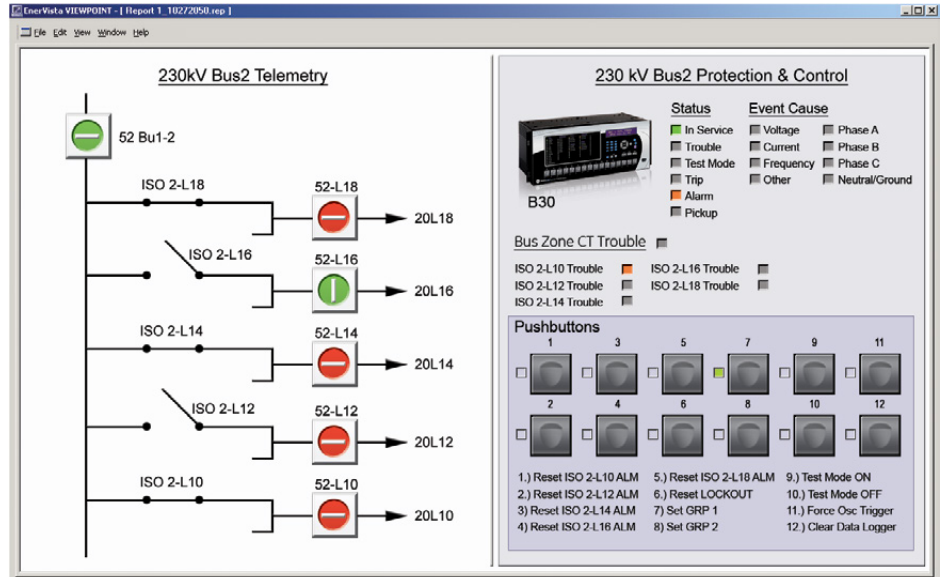 EnerVista VIEWPOINT - [ Report 1_10272050.rep ]
File Edit View Window Help
230kV Bus2 Telemetry
52 Bu1-2
ISO 2-L18
52-L18
20L18
ISO 2-L16
52-L16
20L16
ISO 2-L14
52-L14
20L14
ISO 2-L12
52-L12
20L12
ISO 2-L10
52-L10
20L10
230 kV Bus2 Protection & Control
Status Event Cause
In Service Voltage Phase A
Trouble Current Phase B
Test Mode Frequency Phase C
Trip Other Neutral/Ground
Alarm
Pickup
B30
Bus Zone CT Trouble
ISO 2-L10 Trouble ISO 2-L16 Trouble
ISO 2-L12 Trouble ISO 2-L18 Trouble
ISO 2-L14 Trouble
Pushbuttons
1 3 5 7 9 11
2 4 6 8 10 12
1.) Reset ISO 2-L10 ALM 5.) Reset ISO 2-L18 ALM 9.) Test Mode ON
2.) Reset ISO 2-L12 ALM 6.) Reset LOCKOUT 10.) Test Mode OFF
3) Reset ISO 2-L14 ALM 7) Set GRP 1 11.) Force Osc Trigger
4) Reset ISO 2-L16 ALM 8) Set GRP 2 12.) Clear Data Logger